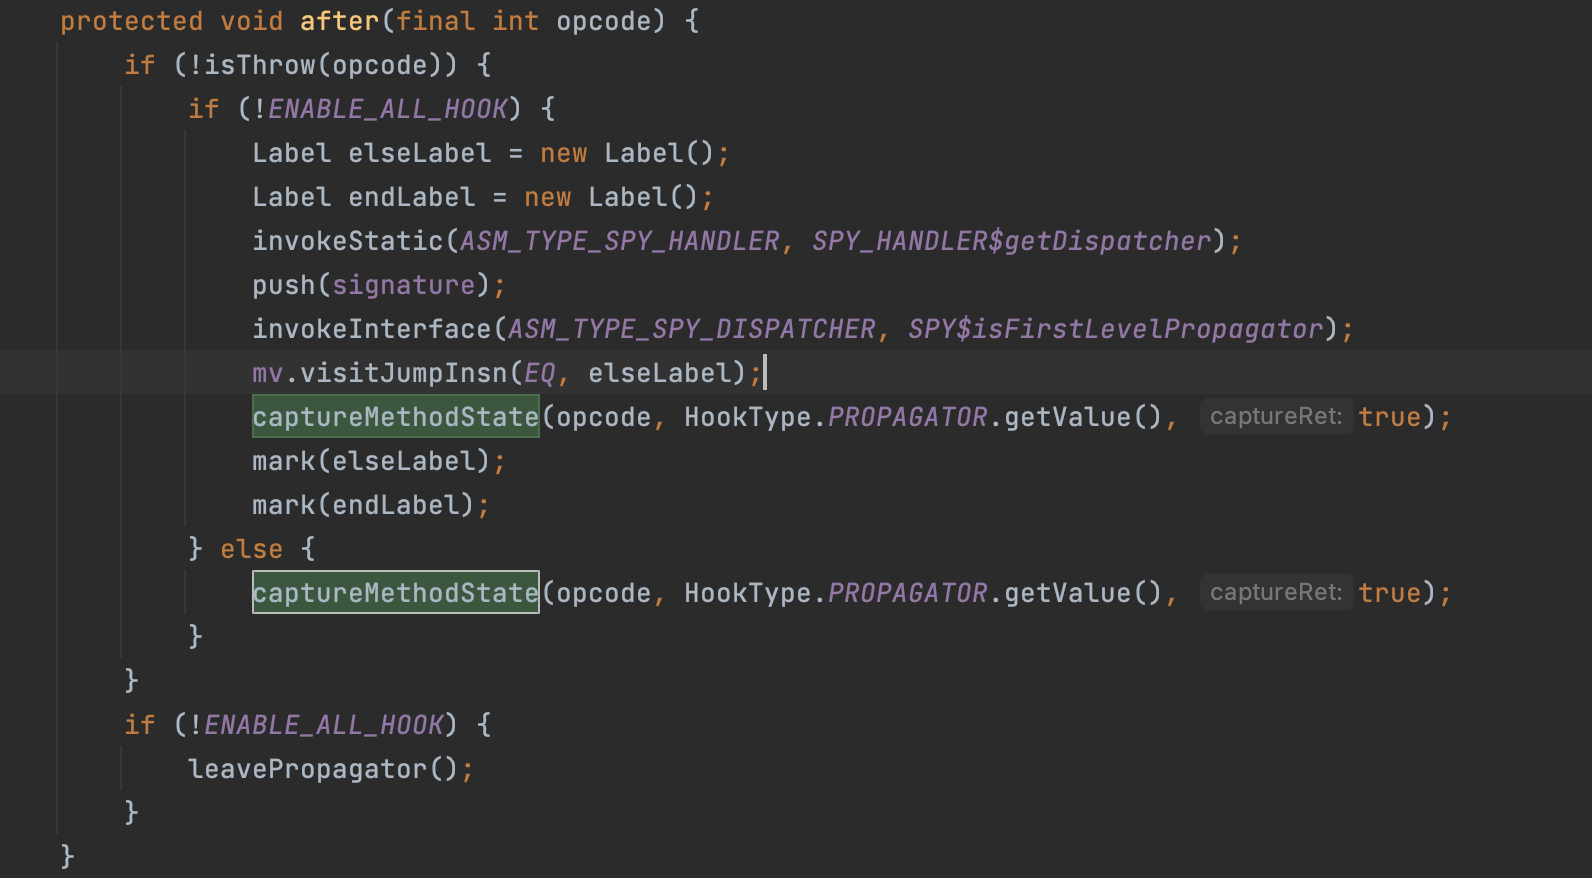 protected void after(final int opcode) {
if (!isThrow(opcode)) {
if (!ENABLE_ALL_HOOK) {
Label elseLabel = new Label();
Label endLabel = new Label();
invokeStatic(ASM_TYPE_SPY_HANDLER, SPY_HANDLER$getDispatcher);
push(signature);
invokeInterface(ASM_TYPE_SPY_DISPATCHER, SPY$isFirstLevelPropagator);
mv.visitJumpInsn(EQ, elseLabel);
captureMethodState(opcode, HookType.PROPAGATOR.getValue(), captureRet: true);
mark(elseLabel);
mark(endLabel);
} else {
captureMethodState(opcode, HookType.PROPAGATOR.getValue(), captureRet: true);
}
}
if (!ENABLE_ALL_HOOK) {
leavePropagator();
}
}